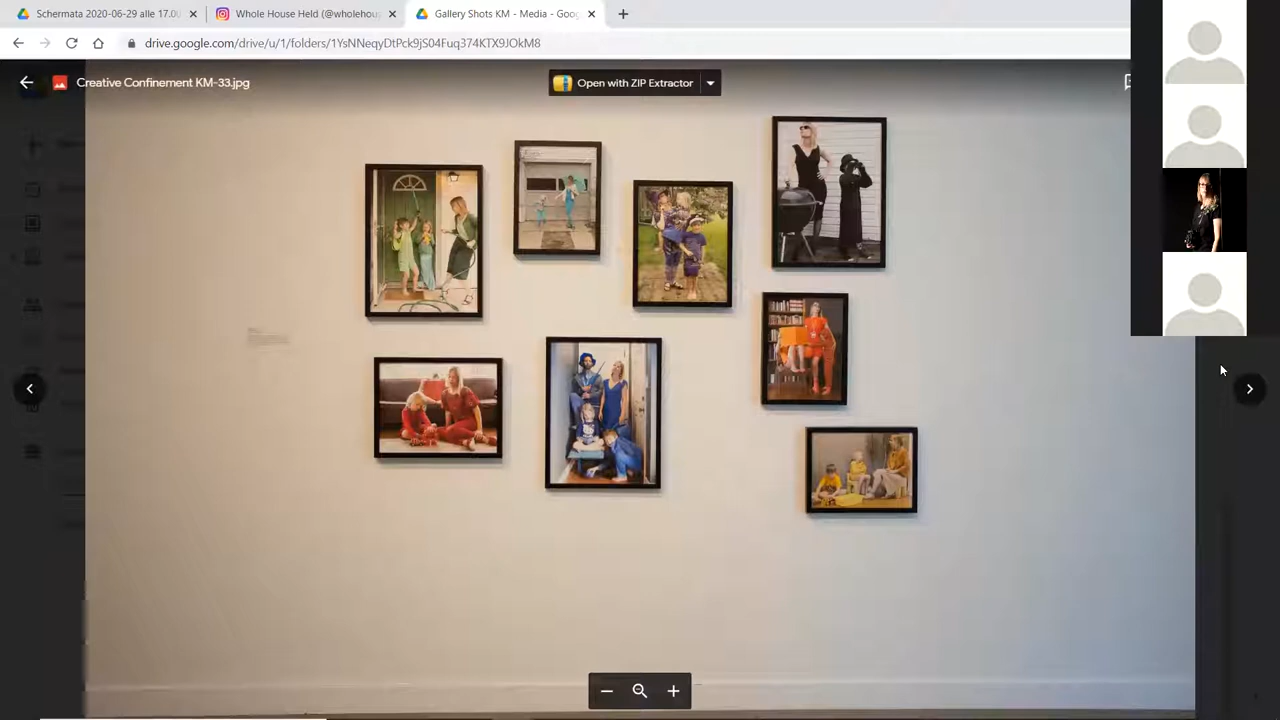 Schermata 2020-06-29 alle 17.0
Whole House Held (@wholehou
Gallery Shots KM - Media - Goo
drive.google.com/drive/u/1/folders/1YsNNeqyDtPck9jS04Fuq374KTX9JOkM8
Creative Confinement KM-33.jpg
Open with ZIP Extractor